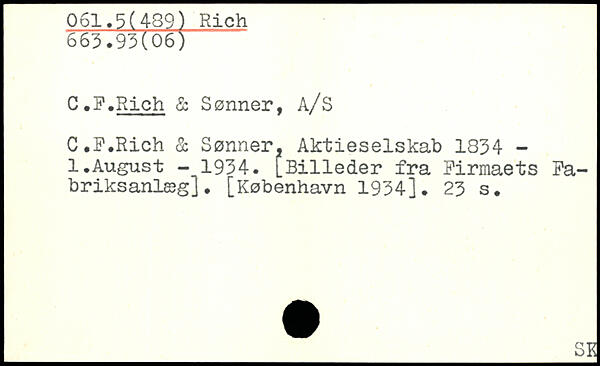 061.5(489) Rich
663.93(06)
C.F.Rich & Sønner, A/S
C.F.Rich & Sønner, Aktieselskab 1834 -
1.August - 1934. [Billeder fra Firmaets Fa-
briksanlæg]. [København 1934]. 23 s.
SK